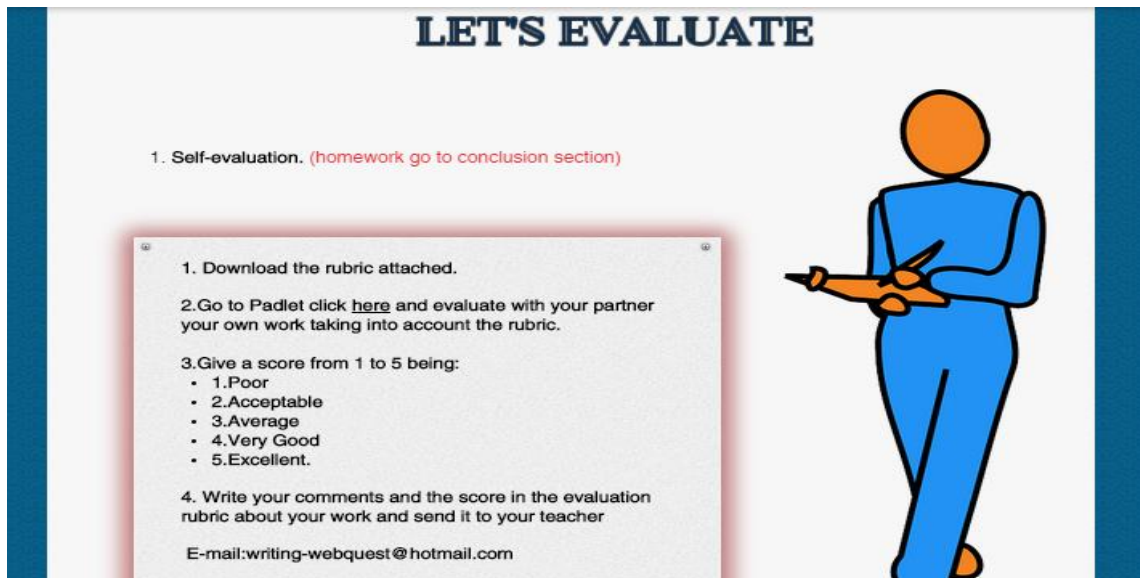 LET'S EVALUATE
1. Self-evaluation. (homework go to conclusion section)
1. Download the rubric attached.
2.Go to Padlet click here and evaluate with your partner
your own work taking into account the rubric.
3.Give a score from 1 to 5 being:
• 1.Poor
• 2.Acceptable
• 3.Average
• 4.Very Good
• 5.Excellent.
4. Write your comments and the score in the evaluation
rubric about your work and send it to your teacher
E-mail:writing-webquest@hotmail.com